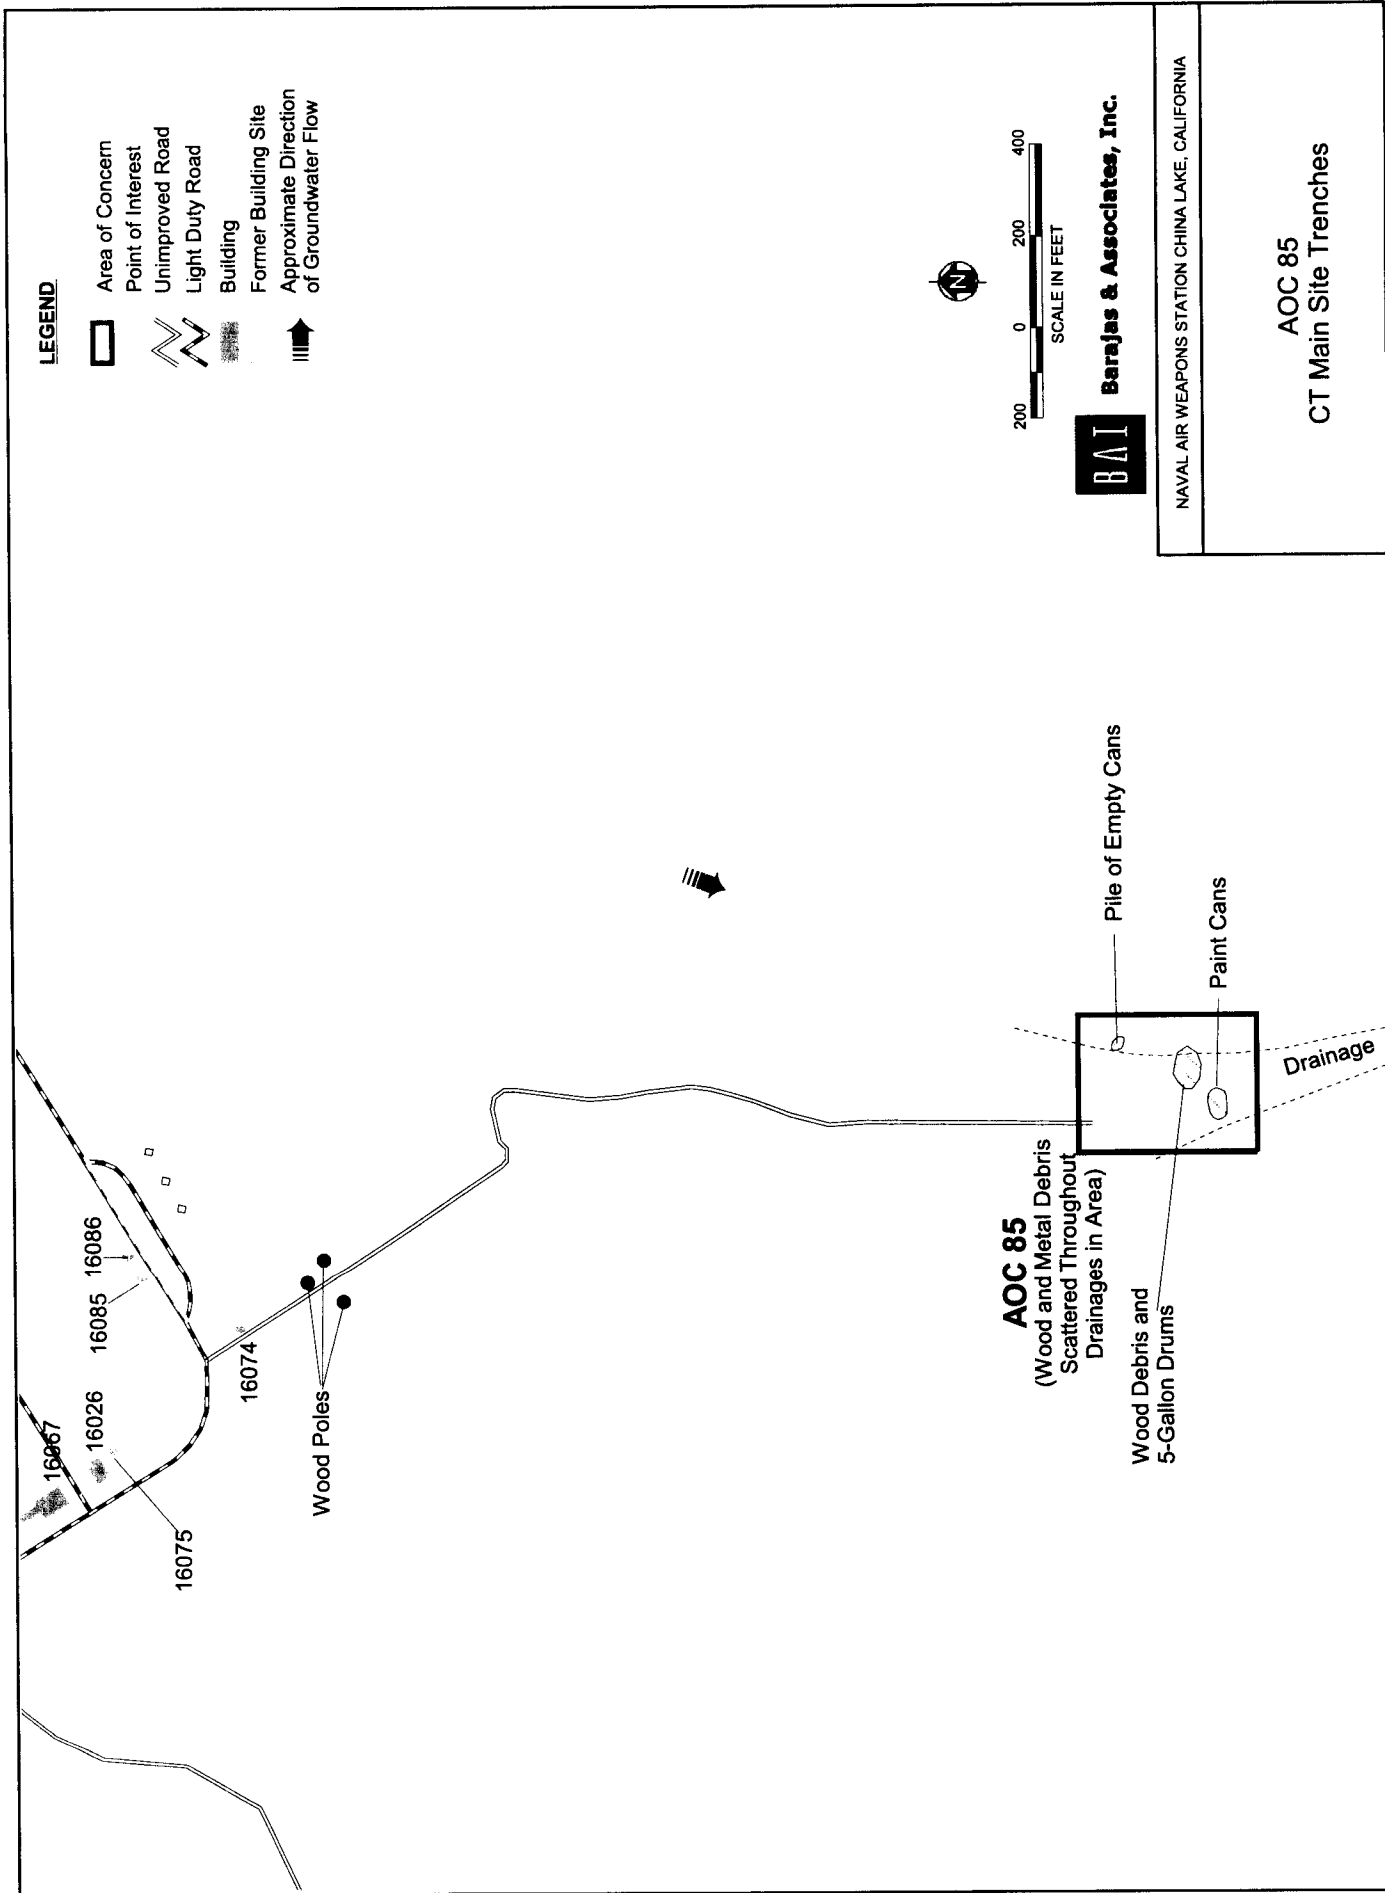 LEGEND
Area of Concern
Point of Interest
Unimproved Road
Light Duty Road
Building
Former Building Site
Approximate Direction
of Groundwater Flow
16067
16026
16075
16085
16086
16074
Wood Poles
AOC 85
(Wood and Metal Debris
Scattered Throughout
Drainages in Area)
Wood Debris and
5-Gallon Drums
Pile of Empty Cans
Paint Cans
Drainage
N
200 0 200 400
SCALE IN FEET
BAI
Barajas & Associates, Inc.
NAVAL AIR WEAPONS STATION CHINA LAKE, CALIFORNIA
AOC 85
CT Main Site Trenches